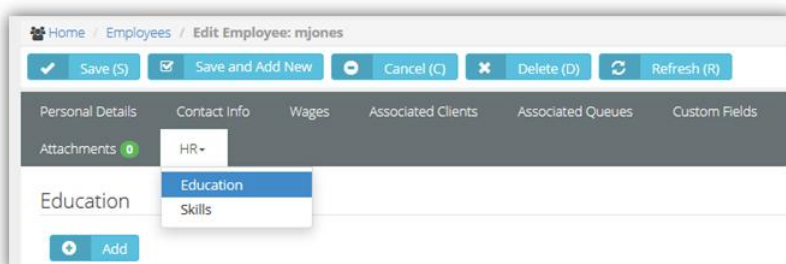 Home / Employees / Edit Employee: mjones
Save (S) Save and Add New Cancel (C) Delete (D) Refresh (R)
Personal Details Contact Info Wages Associated Clients Associated Queues Custom Fields
Attachments 0 HR
Education
Skills
Education
Add